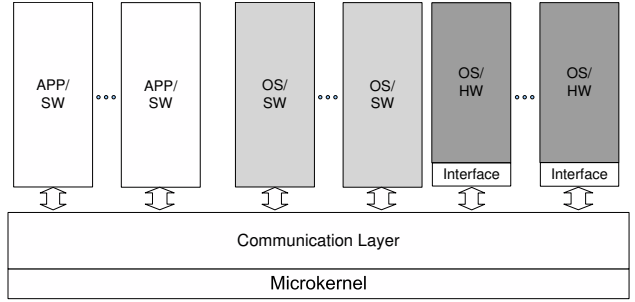 APP/
SW
APP/
SW
OS/
SW
OS/
SW
OS/
HW
OS/
HW
Interface
Interface
Communication Layer
Microkernel